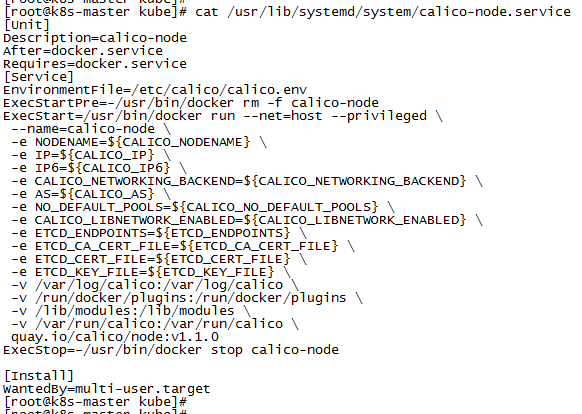 [root@k8s-master kube]#
[root@k8s-master kube]# cat /usr/lib/systemd/system/calico-node.service
[Unit]
Description=calico-node
After=docker.service
Requires=docker.service
[Service]
EnvironmentFile=/etc/calico/calico.env
ExecStartPre=-/usr/bin/docker rm -f calico-node
ExecStart=/usr/bin/docker run --net=host --privileged \
 --name=calico-node \
 -e NODENAME=${CALICO_NODENAME} \
 -e IP=${CALICO_IP} \
 -e IP6=${CALICO_IP6} \
 -e CALICO_NETWORKING_BACKEND=${CALICO_NETWORKING_BACKEND} \
 -e AS=${CALICO_AS} \
 -e NO_DEFAULT_POOLS=${CALICO_NO_DEFAULT_POOLS} \
 -e CALICO_LIBNETWORK_ENABLED=${CALICO_LIBNETWORK_ENABLED} \
 -e ETCD_ENDPOINTS=${ETCD_ENDPOINTS} \
 -e ETCD_CA_CERT_FILE=${ETCD_CA_CERT_FILE} \
 -e ETCD_CERT_FILE=${ETCD_CERT_FILE} \
 -e ETCD_KEY_FILE=${ETCD_KEY_FILE} \
 -v /var/log/calico:/var/log/calico \
 -v /run/docker/plugins:/run/docker/plugins \
 -v /lib/modules:/lib/modules \
 -v /var/run/calico:/var/run/calico \
 quay.io/calico/node:v1.1.0
ExecStop=-/usr/bin/docker stop calico-node

[Install]
WantedBy=multi-user.target
[root@k8s-master kube]#
[root@k8s-master kube]#